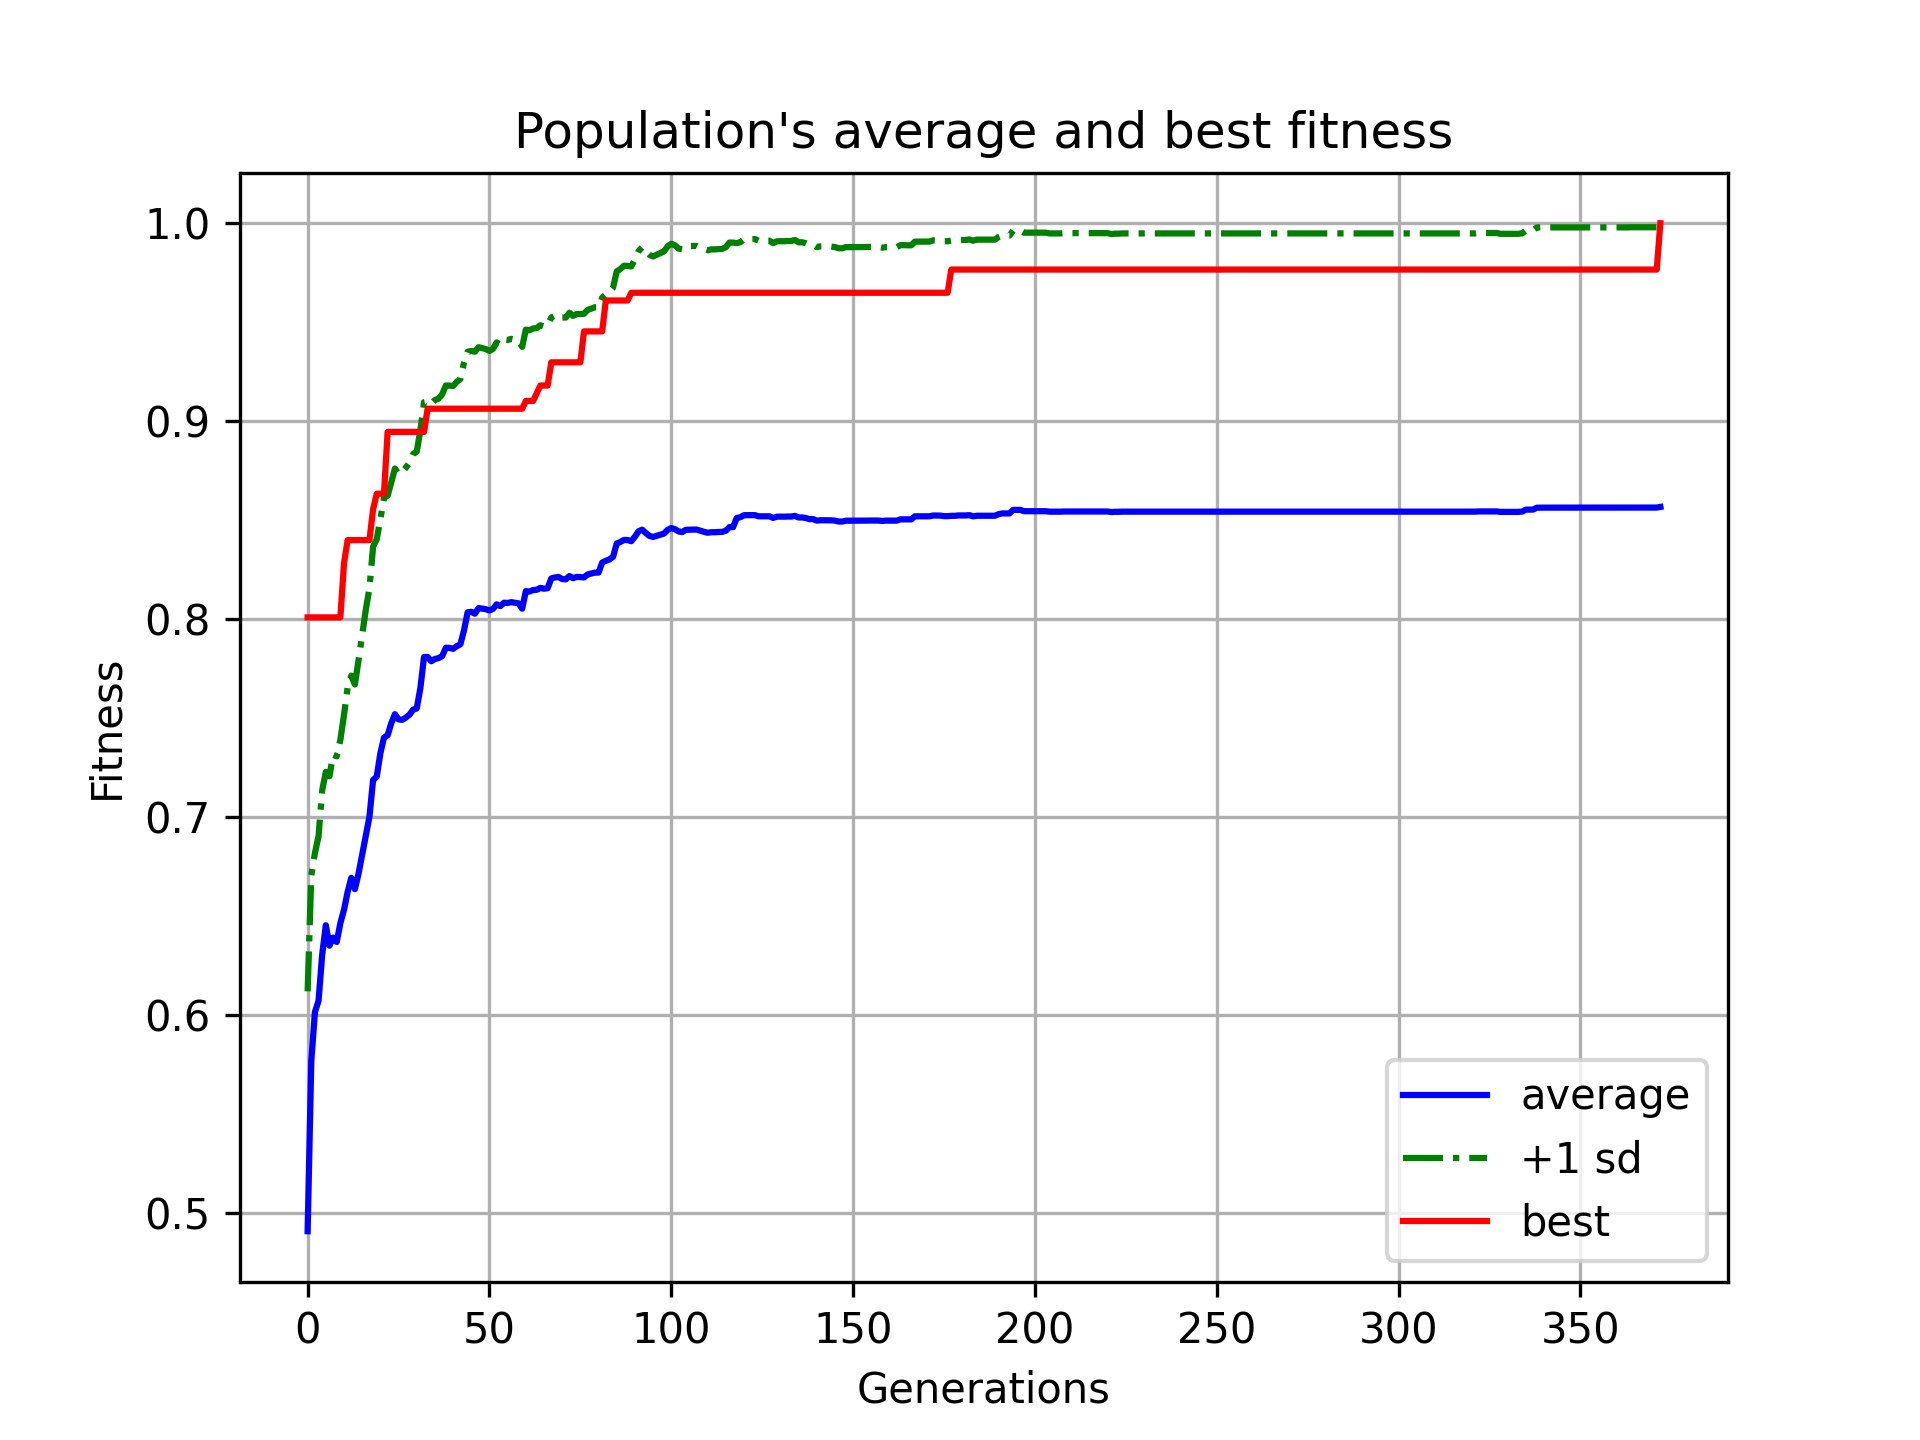 Population's average and best fitness
1.0
0.9
0.8
0.7
0.6
0.5
Fitness
0 50 100 150 200 250 300 350
Generations
average
+1 sd
best